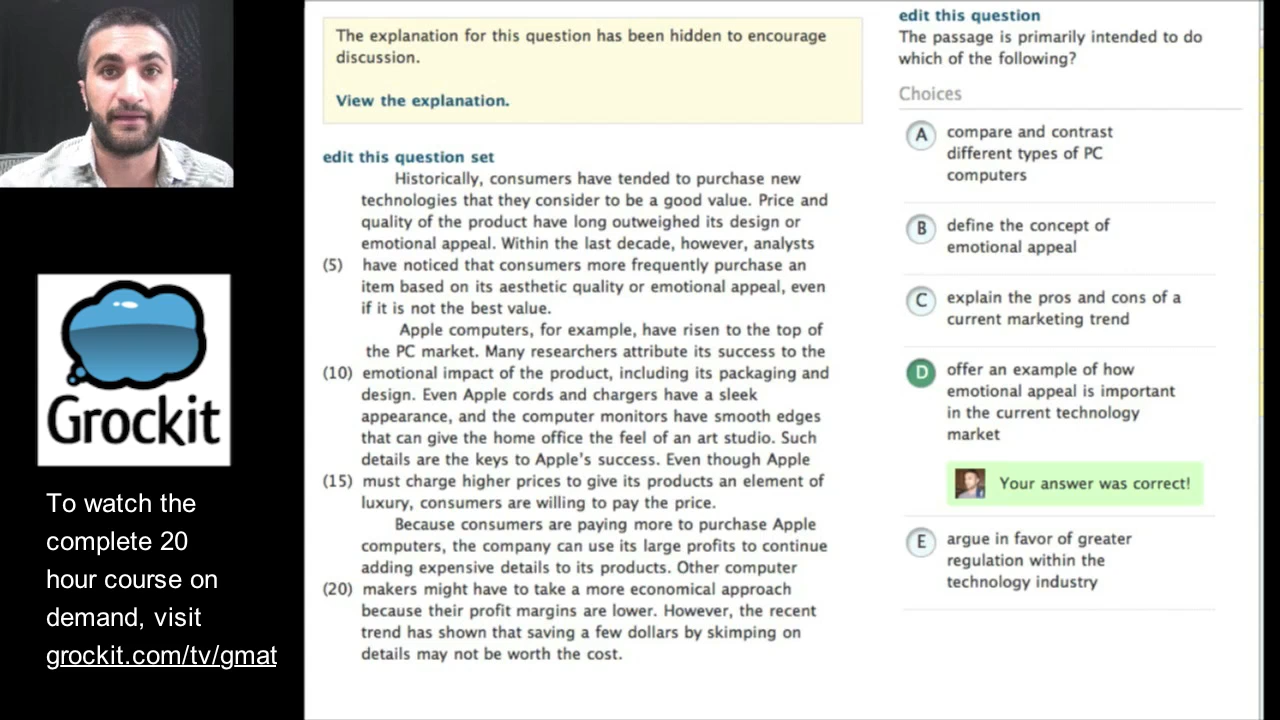 The explanation for this question has been hidden to encourage
discussion.
View the explanation.
edit this question set
Historically, consumers have tended to purchase new
technologies that they consider to be a good value. Price and
quality of the product have long outweighed its design or
emotional appeal. Within the last decade, however, analysts
(5) have noticed that consumers more frequently purchase an
item based on its aesthetic quality or emotional appeal, even
if it is not the best value.
Apple computers, for example, have risen to the top of
the PC market. Many researchers attribute its success to the
(10) emotional impact of the product, including its packaging and
design. Even Apple cords and chargers have a sleek
appearance, and the computer monitors have smooth edges
that can give the home office the feel of an art studio. Such
details are the keys to Apple's success. Even though Apple
(15) must charge higher prices to give its products an element of
luxury, consumers are willing to pay the price.
Because consumers are paying more to purchase Apple
computers, the company can use its large profits to continue
adding expensive details to its products. Other computer
(20) makers might have to take a more economical approach
because their profit margins are lower. However, the recent
trend has shown that saving a few dollars by skimping on
details may not be worth the cost.
edit this question
The passage is primarily intended to do
which of the following?
Choices
A compare and contrast
different types of PC
computers
B define the concept of
emotional appeal
C explain the pros and cons of a
current marketing trend
D offer an example of how
emotional appeal is important
in the current technology
market
Your answer was correct!
E argue in favor of greater
regulation within the
technology industry
Grockit
To watch the
complete 20
hour course on
demand, visit
grockit.com/tv/gmat